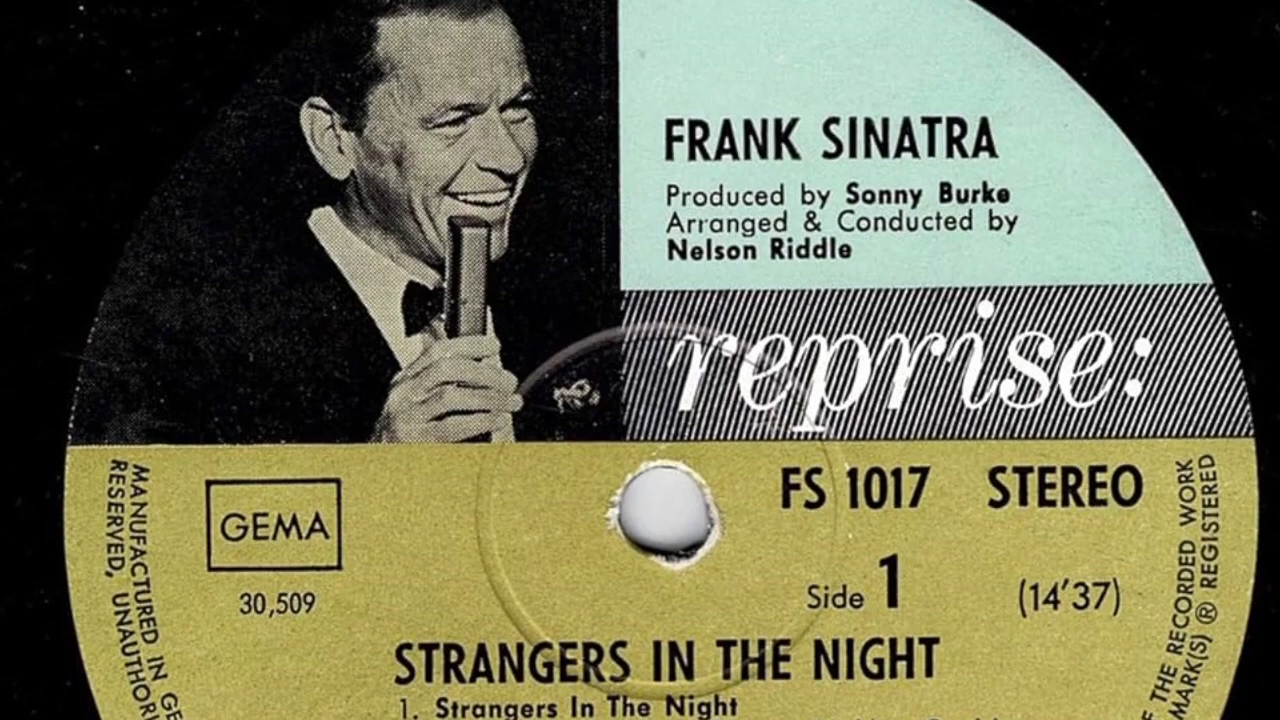 FRANK SINATRA
Produced by Sonny Burke
Arranged & Conducted by
Nelson Riddle
reprise:
GEMA
30,509
FS 1017 STEREO
Side 1 (14'37)
STRANGERS IN THE NIGHT
1. Strangers In The Night
MANUFACTURED IN GE
RESERVED, UNAUTHORI
THE RECORDED WORK
MARK(S) ® REGISTERED